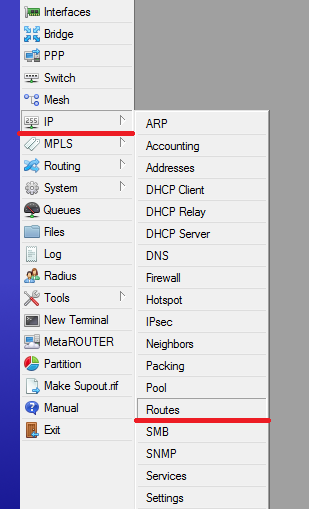 Interfaces
Bridge
PPP
Switch
Mesh
IP
MPLS
Routing
System
Queues
Files
Log
Radius
Tools
New Terminal
MetaROUTER
Partition
Make Supout.rif
Manual
Exit
ARP
Accounting
Addresses
DHCP Client
DHCP Relay
DHCP Server
DNS
Firewall
Hotspot
IPsec
Neighbors
Packing
Pool
Routes
SMB
SNMP
Services
Settings